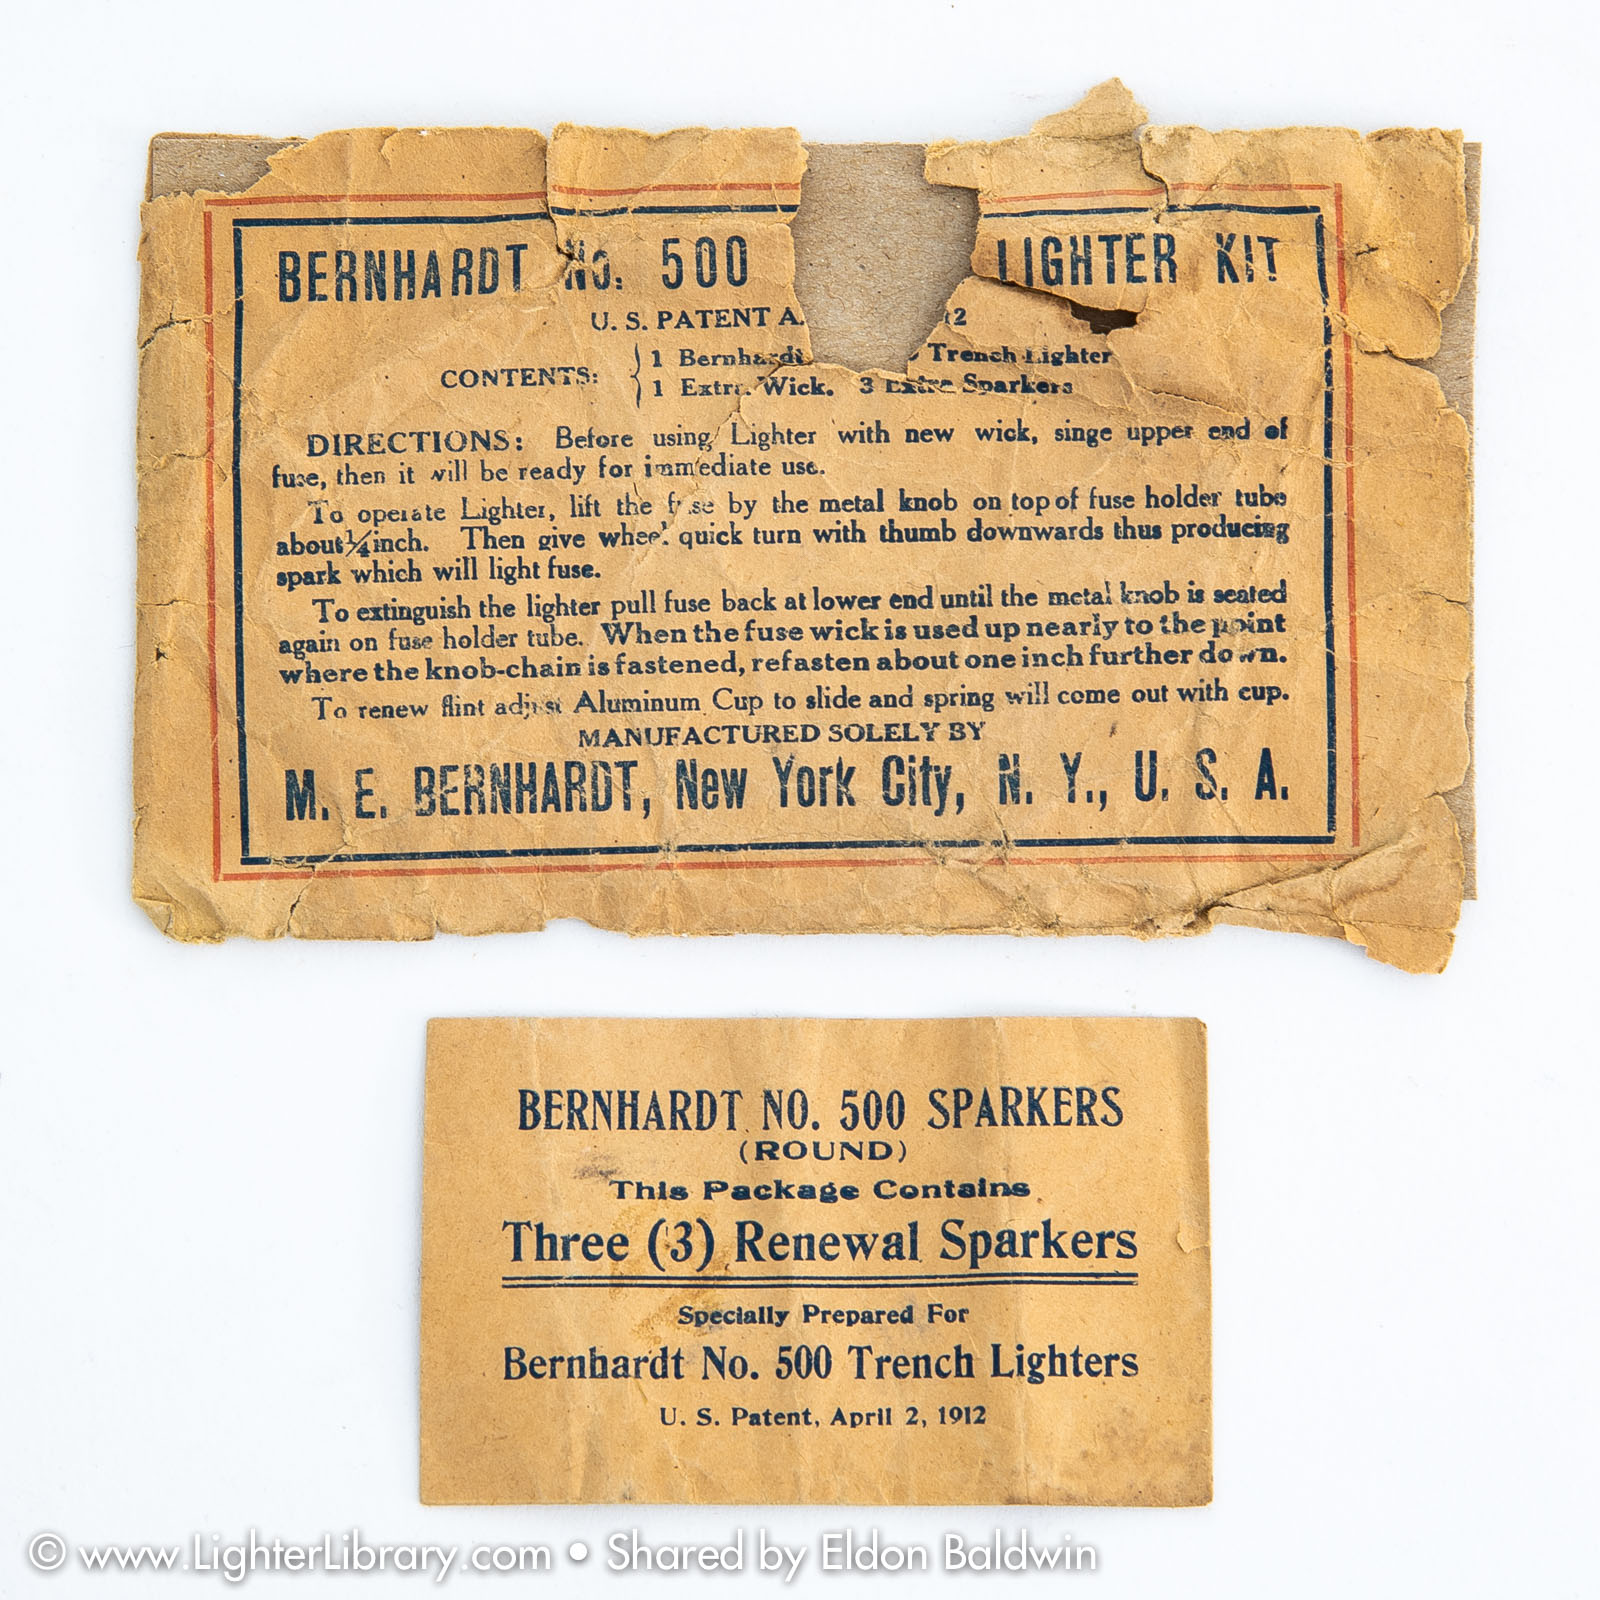 BERNHARDT No. 500 LIGHTER KIT
U. S. PATENT A 12
CONTENTS: { 1 Bernhardt Trench Lighter
1 Extra Wick. 3 Extra Sparkers
DIRECTIONS: Before using Lighter with new wick, singe upper end of
fuse, then it will be ready for immediate use.
To operate Lighter, lift the fuse by the metal knob on top of fuse holder tube
about ¼ inch. Then give wheel quick turn with thumb downwards thus producing
spark which will light fuse.
To extinguish the lighter pull fuse back at lower end until the metal knob is seated
again on fuse holder tube. When the fuse wick is used up nearly to the point
where the knob-chain is fastened, refasten about one inch further down.
To renew flint adjust Aluminum Cup to slide and spring will come out with cup.
MANUFACTURED SOLELY BY
M. E. BERNHARDT, New York City, N. Y., U. S. A.
BERNHARDT NO. 500 SPARKERS
(ROUND)
This Package Contains
Three (3) Renewal Sparkers
Specially Prepared For
Bernhardt No. 500 Trench Lighters
U. S. Patent, April 2, 1912
© www.LighterLibrary.com • Shared by Eldon Baldwin